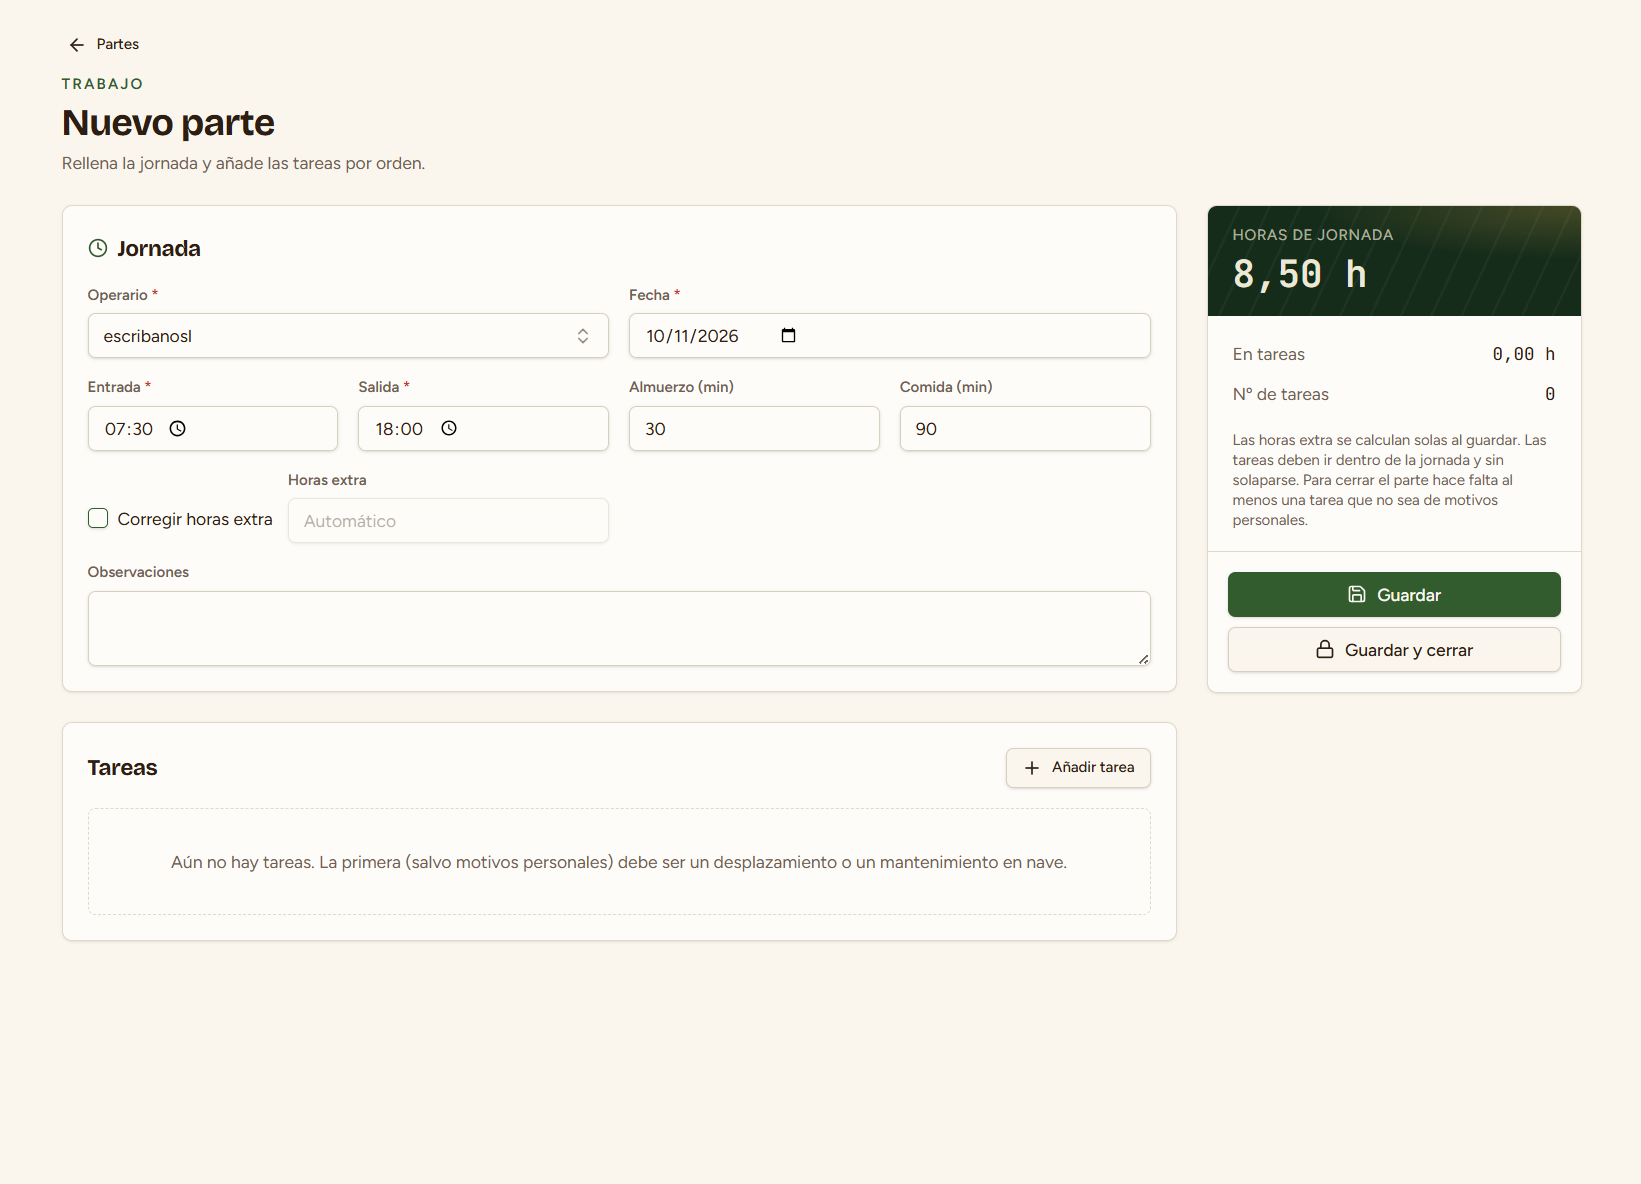 Partes
TRABAJO
Nuevo parte
Rellena la jornada y añade las tareas por orden.
Jornada
Operario *
Fecha *
escribanosl
10/11/2026
Entrada *
Salida *
Almuerzo (min)
Comida (min)
07:30
18:00
30
90
Horas extra
Corregir horas extra
Automático
Observaciones
Tareas
Añadir tarea
Aún no hay tareas. La primera (salvo motivos personales) debe ser un desplazamiento o un mantenimiento en nave.
HORAS DE JORNADA
8,50 h
En tareas
0,00 h
Nº de tareas
0
Las horas extra se calculan solas al guardar. Las
tareas deben ir dentro de la jornada y sin
solaparse. Para cerrar el parte hace falta al
menos una tarea que no sea de motivos
personales.
Guardar
Guardar y cerrar